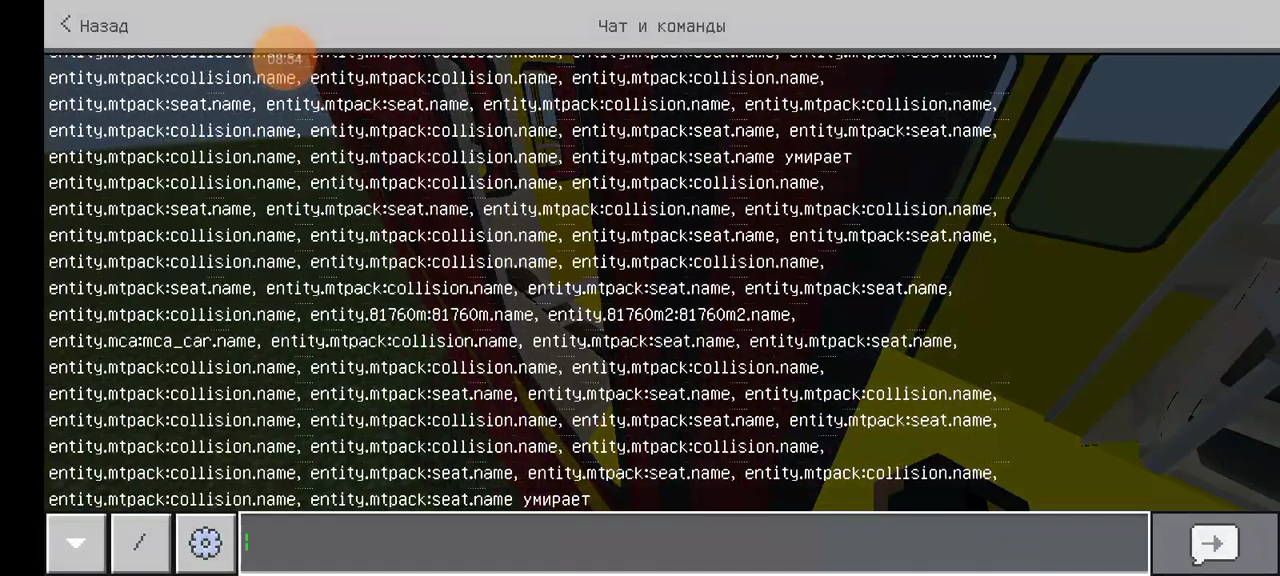 Назад
Чат и команды
08:54
entity.mtpack:collision.name, entity.mtpack:collision.name, entity.mtpack:collision.name,
entity.mtpack:seat.name, entity.mtpack:seat.name, entity.mtpack:collision.name, entity.mtpack:collision.name,
entity.mtpack:collision.name, entity.mtpack:collision.name, entity.mtpack:seat.name, entity.mtpack:seat.name,
entity.mtpack:collision.name, entity.mtpack:collision.name, entity.mtpack:seat.name умирает
entity.mtpack:collision.name, entity.mtpack:collision.name, entity.mtpack:collision.name,
entity.mtpack:seat.name, entity.mtpack:seat.name, entity.mtpack:collision.name, entity.mtpack:collision.name,
entity.mtpack:collision.name, entity.mtpack:collision.name, entity.mtpack:seat.name, entity.mtpack:seat.name,
entity.mtpack:collision.name, entity.mtpack:collision.name, entity.mtpack:collision.name,
entity.mtpack:seat.name, entity.mtpack:collision.name, entity.mtpack:seat.name, entity.mtpack:seat.name,
entity.mtpack:collision.name, entity.81760m:81760m.name, entity.81760m2:81760m2.name,
entity.mca:mca_car.name, entity.mtpack:collision.name, entity.mtpack:seat.name, entity.mtpack:seat.name,
entity.mtpack:collision.name, entity.mtpack:collision.name, entity.mtpack:collision.name,
entity.mtpack:collision.name, entity.mtpack:seat.name, entity.mtpack:seat.name, entity.mtpack:collision.name,
entity.mtpack:collision.name, entity.mtpack:collision.name, entity.mtpack:seat.name, entity.mtpack:seat.name,
entity.mtpack:collision.name, entity.mtpack:collision.name, entity.mtpack:collision.name,
entity.mtpack:collision.name, entity.mtpack:seat.name, entity.mtpack:seat.name, entity.mtpack:collision.name,
entity.mtpack:collision.name, entity.mtpack:seat.name умирает
/